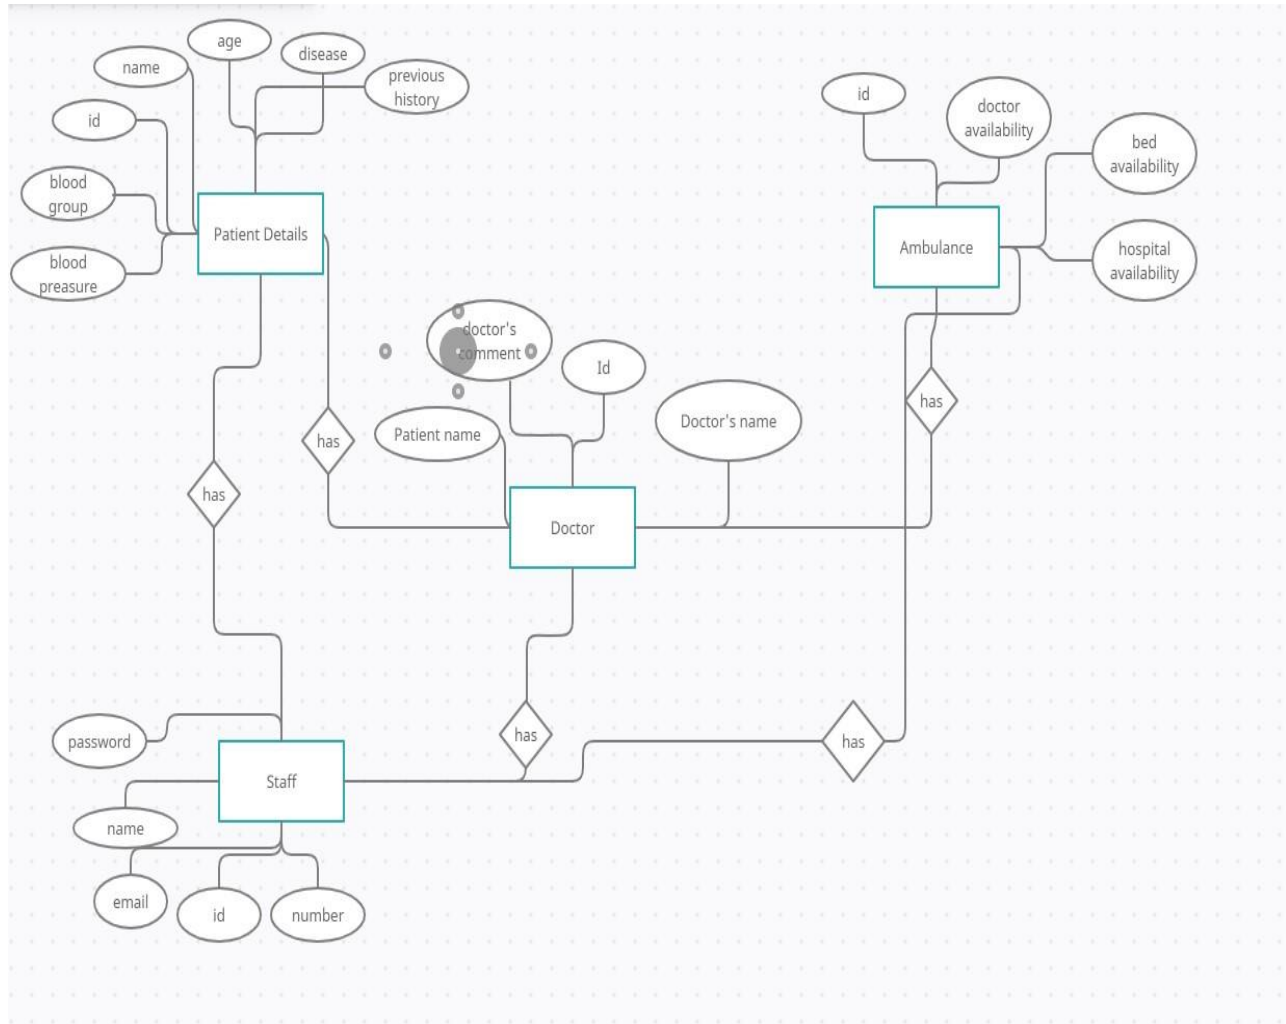 age
disease
name
previous
history
id
doctor
availability
id
bed
availability
blood
group
Patient Details
Ambulance
hospital
availability
blood
preasure
doctor's
comment
Id
has
Doctor's name
Patient name
has
has
Doctor
has
has
password
Staff
name
email
id
number